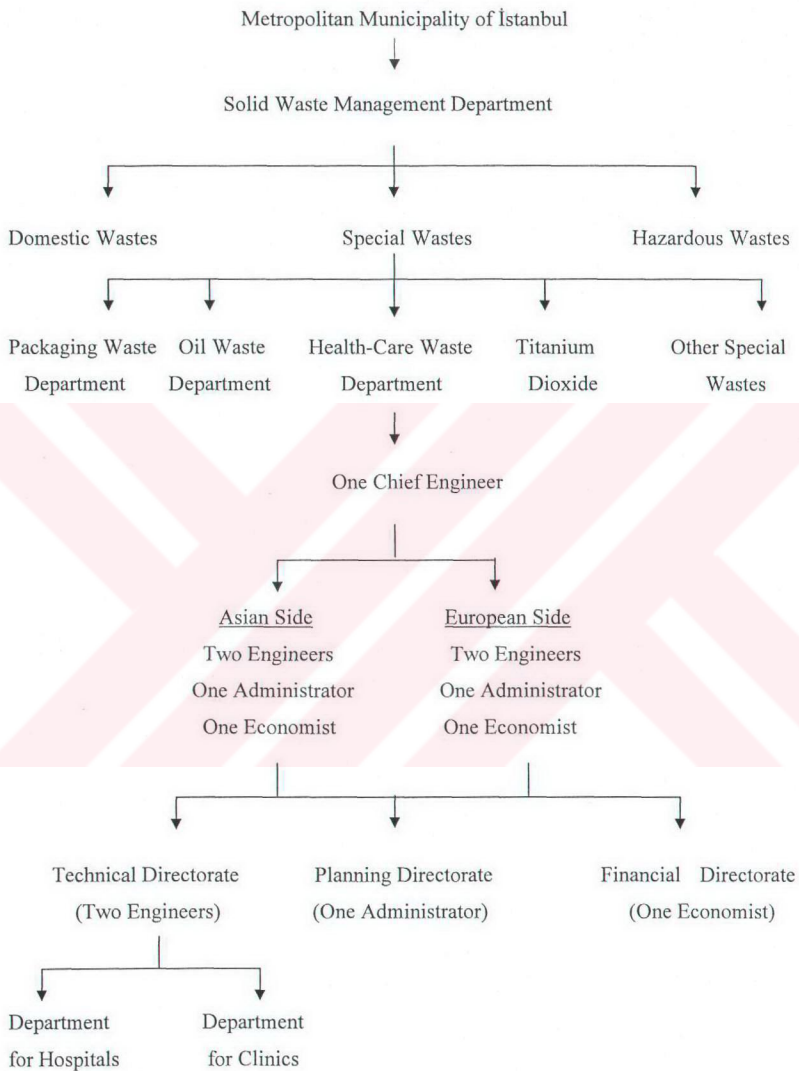 Metropolitan Municipality of İstanbul
Solid Waste Management Department
Domestic Wastes
Special Wastes
Hazardous Wastes
Packaging Waste
Department
Oil Waste
Department
Health-Care Waste
Department
Titanium
Dioxide
Other Special
Wastes
One Chief Engineer
Asian Side
Two Engineers
One Administrator
One Economist
European Side
Two Engineers
One Administrator
One Economist
Technical Directorate
(Two Engineers)
Planning Directorate
(One Administrator)
Financial Directorate
(One Economist)
Department
for Hospitals
Department
for Clinics